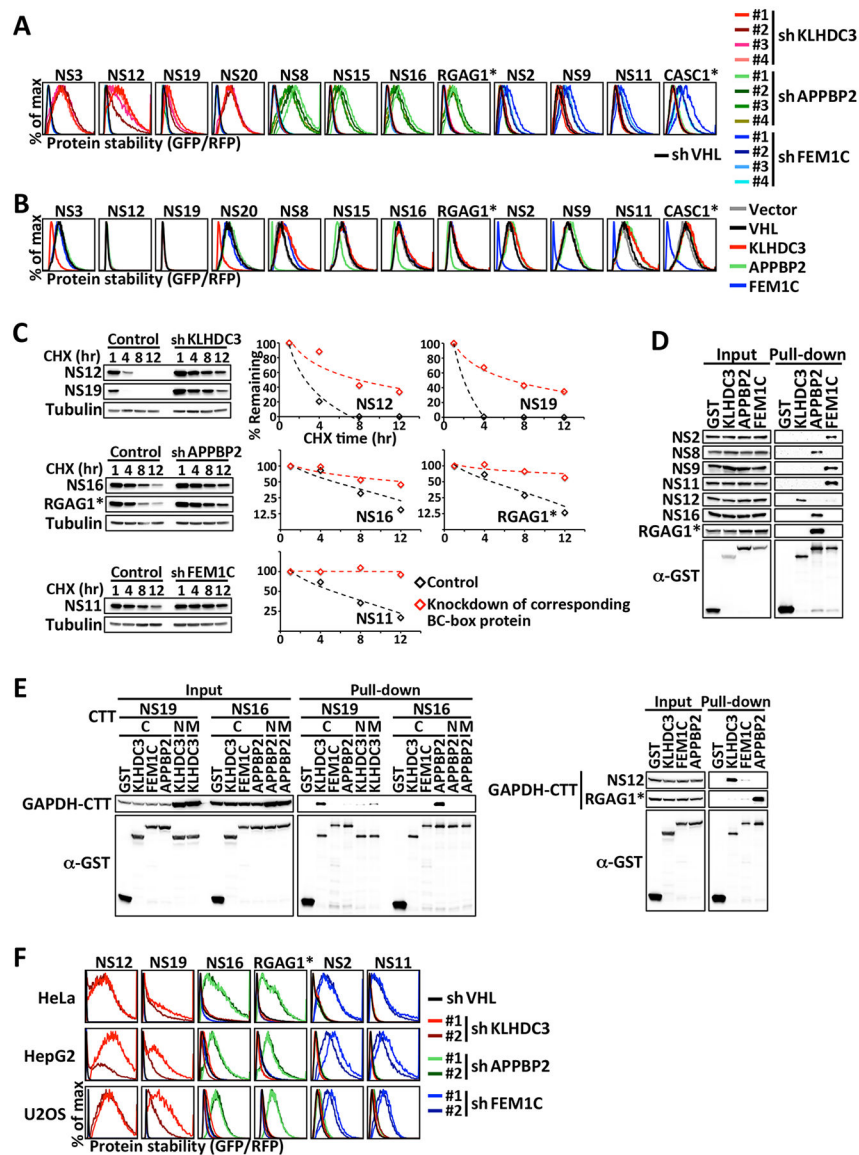 A
NS3 NS12 NS19 NS20 NS8 NS15 NS16 RGAG1* NS2 NS9 NS11 CASC1*
% of max
Protein stability (GFP/RFP)
sh VHL
#1
#2
#3
#4
sh KLHDC3
#1
#2
#3
#4
sh APPBP2
#1
#2
#3
#4
sh FEM1C
B
NS3 NS12 NS19 NS20 NS8 NS15 NS16 RGAG1* NS2 NS9 NS11 CASC1*
% of max
Protein stability (GFP/RFP)
Vector
VHL
KLHDC3
APPBP2
FEM1C
C
Control sh KLHDC3
CHX (hr) 1 4 8 12 1 4 8 12
NS12
NS19
Tubulin
% Remaining
100
80
60
40
20
0
NS12
0 4 8 12
CHX time (hr)
100
80
60
40
20
0
NS19
0 4 8 12
Control sh APPBP2
CHX (hr) 1 4 8 12 1 4 8 12
NS16
RGAG1*
Tubulin
100
50
25
12.5
NS16
0 4 8 12
100
50
25
12.5
RGAG1*
0 4 8 12
Control sh FEM1C
CHX (hr) 1 4 8 12 1 4 8 12
NS11
Tubulin
100
50
25
NS11
0 4 8 12
Control
Knockdown of corresponding
BC-box protein
D
Input Pull-down
GST KLHDC3 APPBP2 FEM1C GST KLHDC3 APPBP2 FEM1C
NS2
NS8
NS9
NS11
NS12
NS16
RGAG1*
α-GST
E
Input Pull-down
CTT NS19 NS16 NS19 NS16
C N M C N M C N M C N M
GST KLHDC3 FEM1C APPBP2 KLHDC3 KLHDC3 GST KLHDC3 FEM1C APPBP2 APPBP2 APPBP2 GST KLHDC3 FEM1C APPBP2 KLHDC3 KLHDC3 GST KLHDC3 FEM1C APPBP2 APPBP2 APPBP2
GAPDH-CTT
α-GST
Input Pull-down
GST KLHDC3 FEM1C APPBP2 GST KLHDC3 FEM1C APPBP2
GAPDH-CTT
NS12
RGAG1*
α-GST
F
NS12 NS19 NS16 RGAG1* NS2 NS11
HeLa
HepG2
U2OS
% of max
Protein stability (GFP/RFP)
sh VHL
#1
#2
sh KLHDC3
#1
#2
sh APPBP2
#1
#2
sh FEM1C